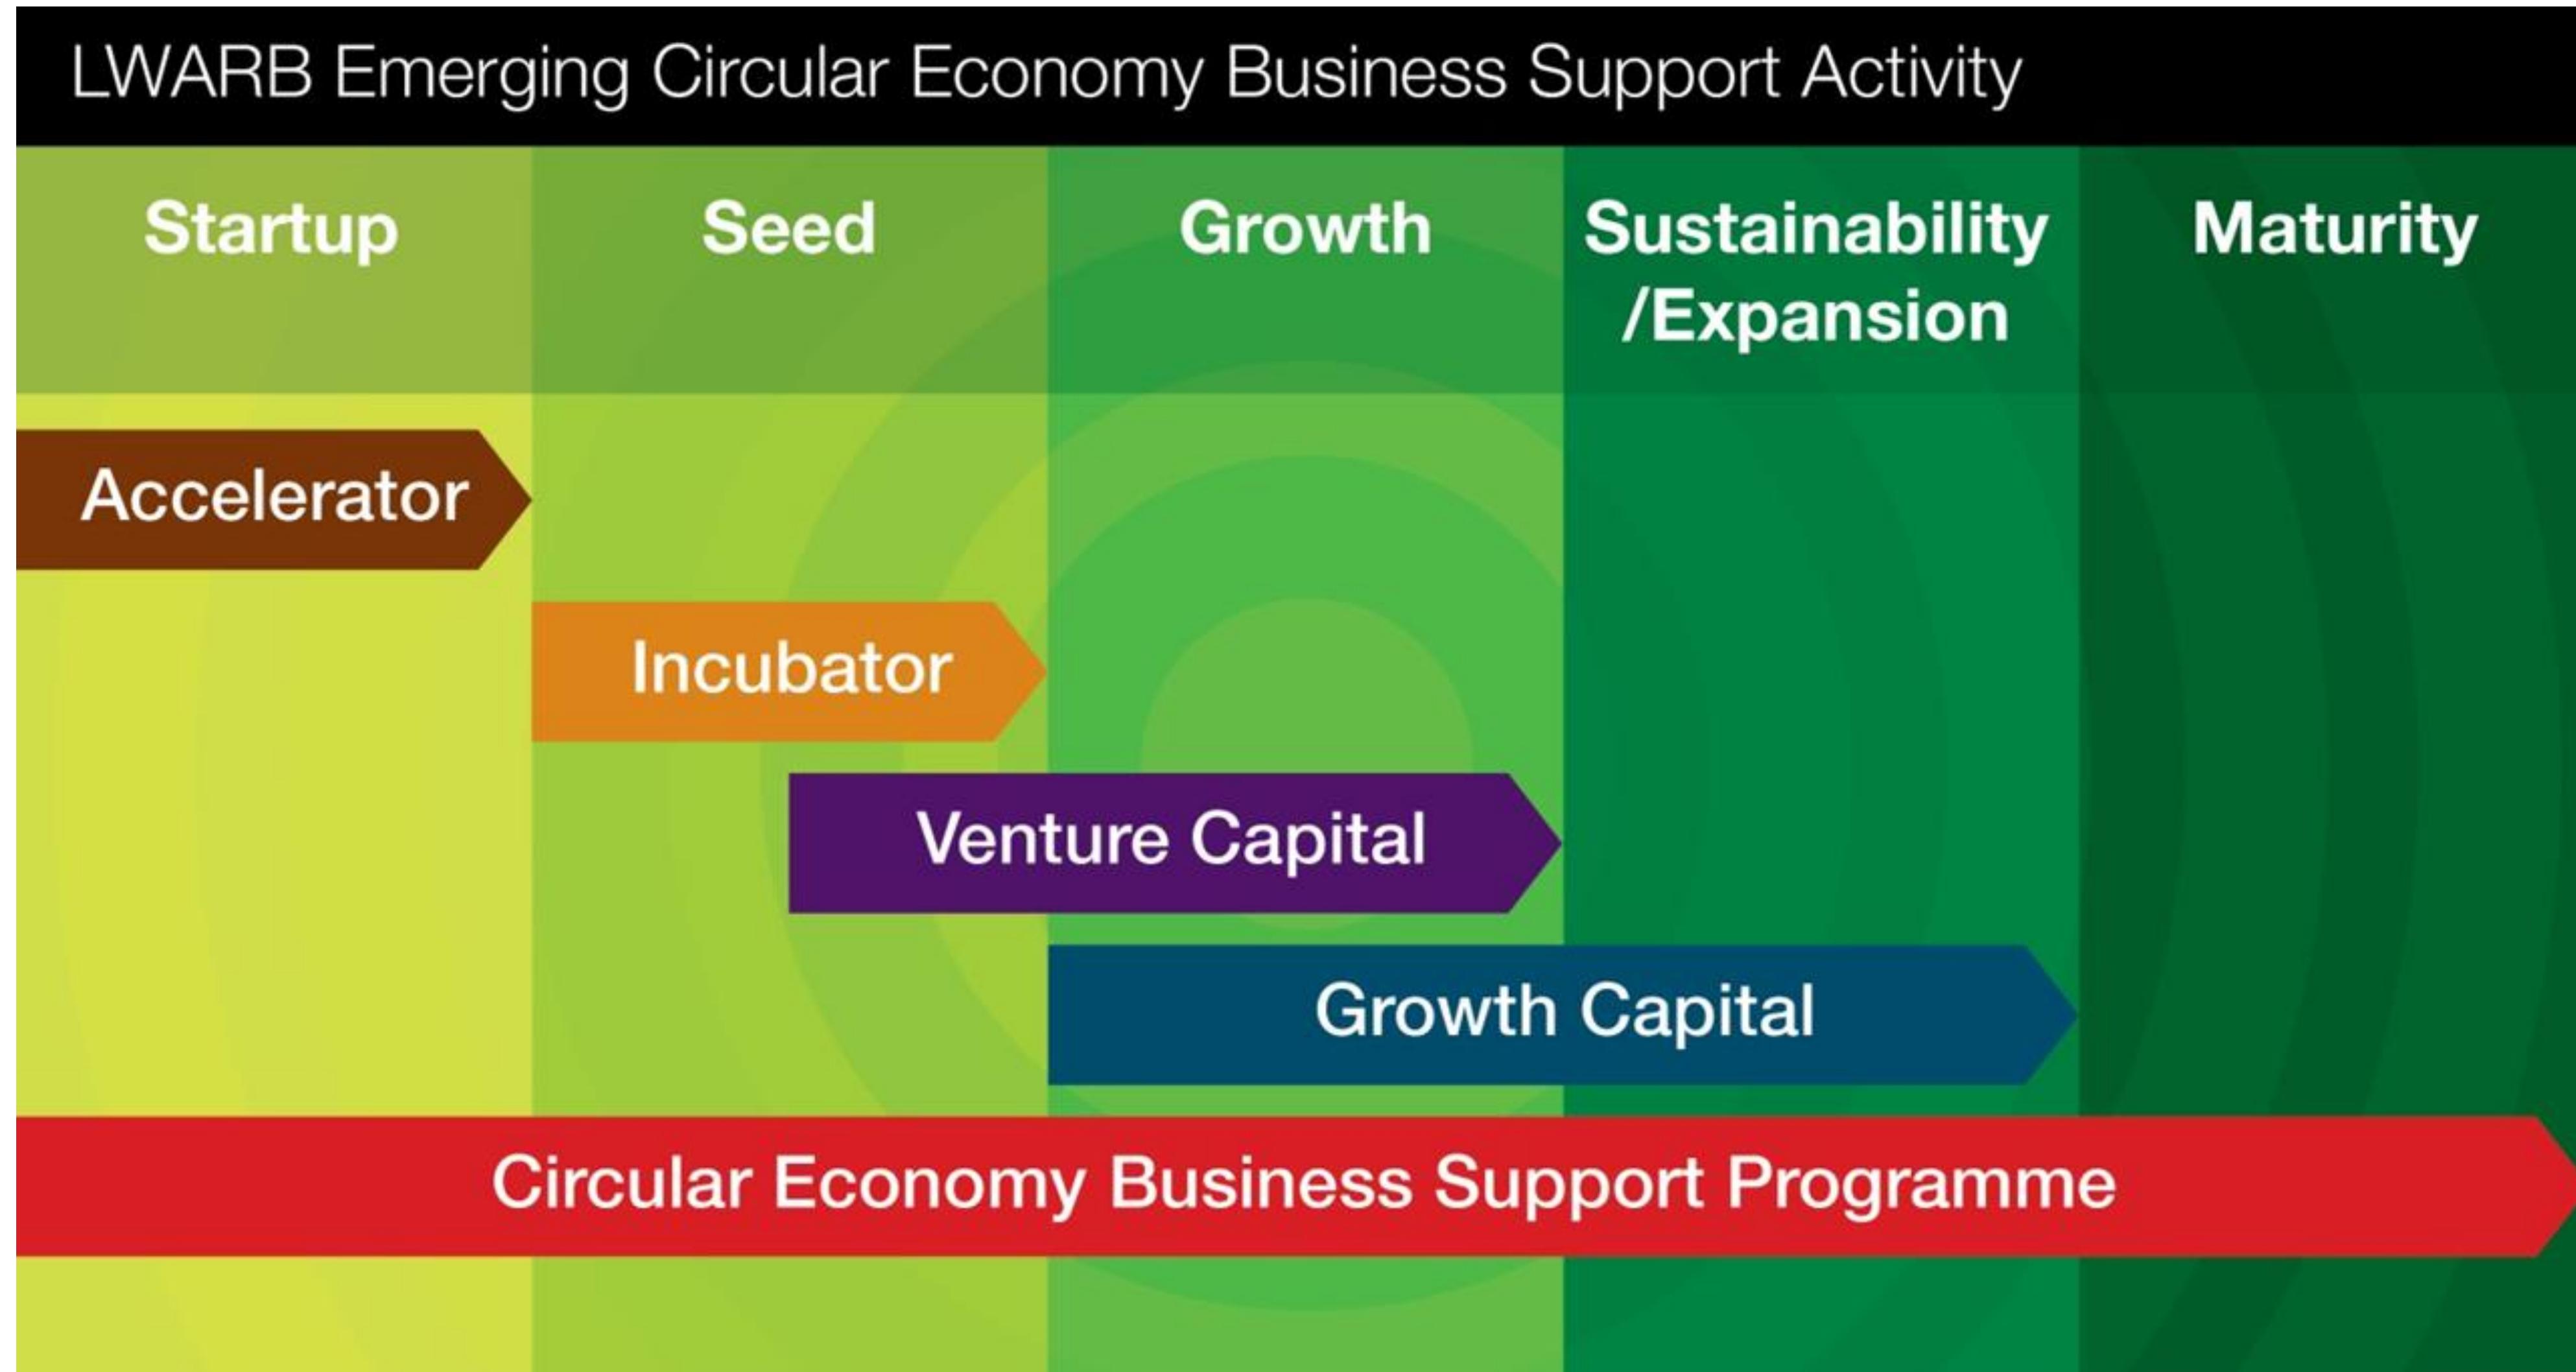 LWARB Emerging Circular Economy Business Support Activity
Startup
Seed
Growth
Sustainability
/Expansion
Maturity
Accelerator
Incubator
Venture Capital
Growth Capital
Circular Economy Business Support Programme